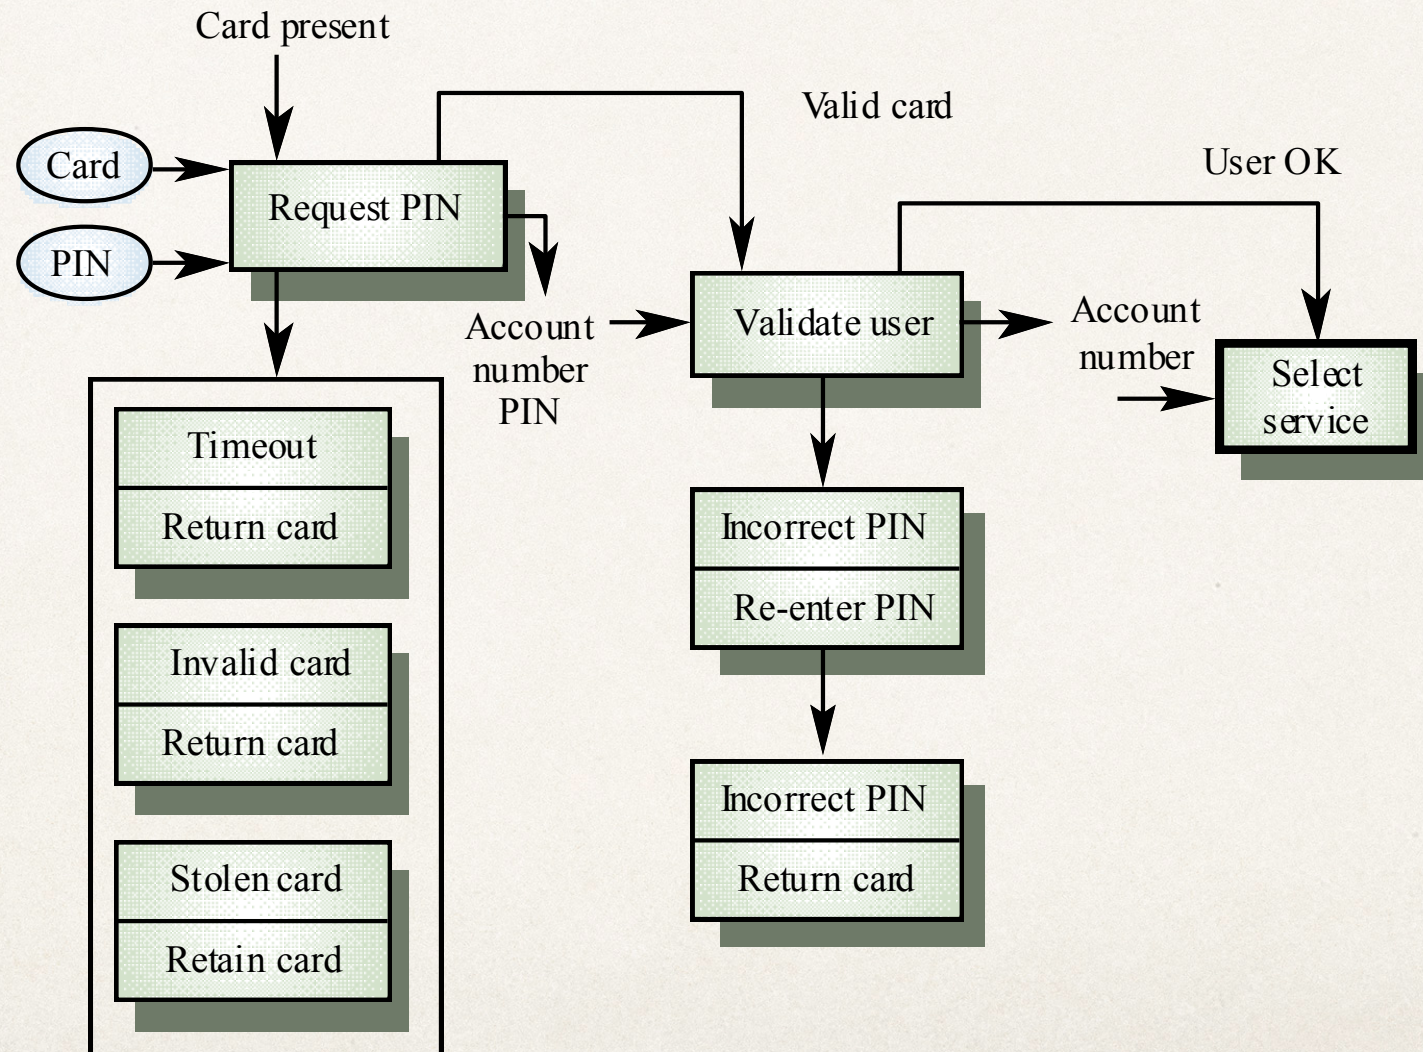 Card present
Valid card
User OK
Card
Request PIN
PIN
Account
number
PIN
Validate user
Account
number
Select
service
Timeout
Return card
Invalid card
Return card
Stolen card
Retain card
Incorrect PIN
Re-enter PIN
Incorrect PIN
Return card